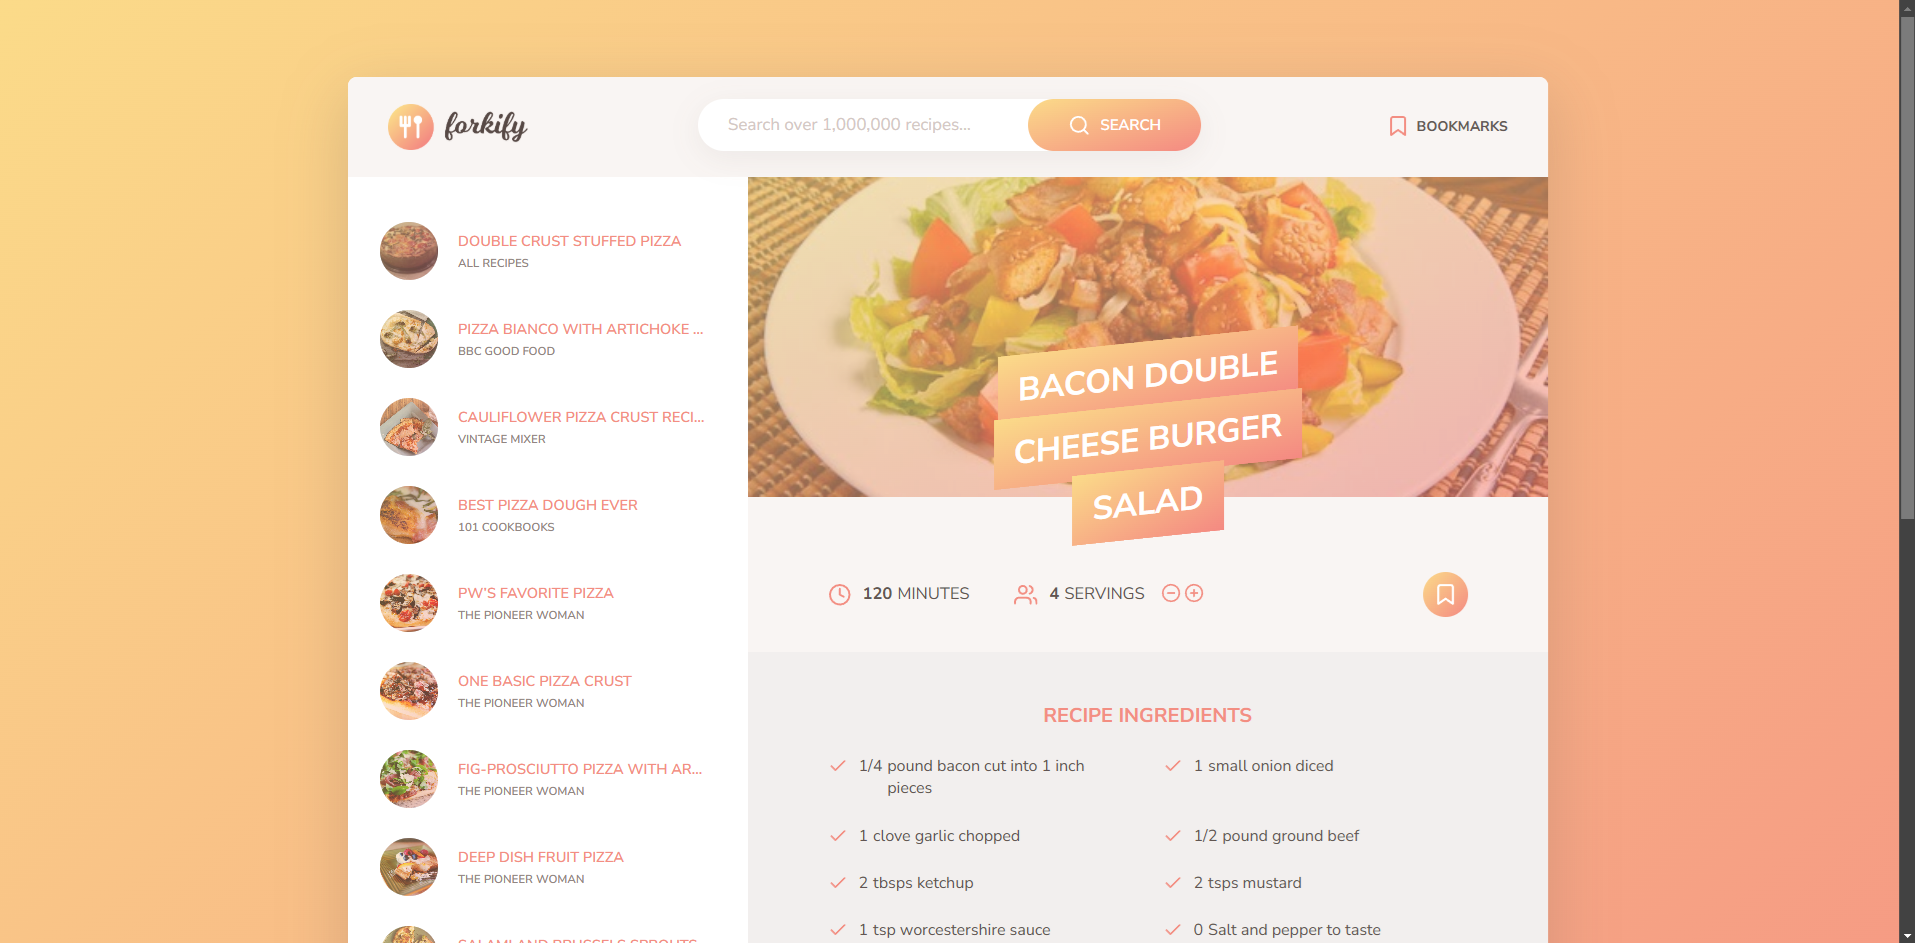 forkify
Search over 1,000,000 recipes...
SEARCH
BOOKMARKS
DOUBLE CRUST STUFFED PIZZA
ALL RECIPES
PIZZA BIANCO WITH ARTICHOKE ...
BBC GOOD FOOD
CAULIFLOWER PIZZA CRUST RECI...
VINTAGE MIXER
BEST PIZZA DOUGH EVER
101 COOKBOOKS
PW'S FAVORITE PIZZA
THE PIONEER WOMAN
ONE BASIC PIZZA CRUST
THE PIONEER WOMAN
FIG-PROSCIUTTO PIZZA WITH AR...
THE PIONEER WOMAN
DEEP DISH FRUIT PIZZA
THE PIONEER WOMAN
BACON DOUBLE
CHEESE BURGER
SALAD
120 MINUTES
4 SERVINGS
RECIPE INGREDIENTS
1/4 pound bacon cut into 1 inch
pieces
1 small onion diced
1 clove garlic chopped
1/2 pound ground beef
2 tbsps ketchup
2 tsps mustard
1 tsp worcestershire sauce
0 Salt and pepper to taste